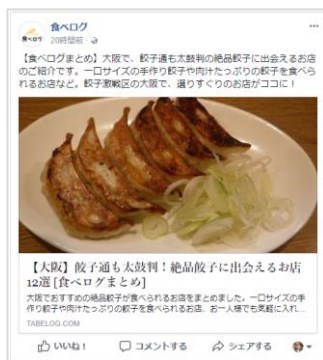 食べログ
食べログ
20時間前
【食べログまとめ】大阪で、餃子通も太鼓判の絶品餃子に出会えるお店
のご紹介です。一口サイズの手作り餃子や肉汁たっぷりの餃子を食べら
れるお店など。餃子激戦区の大阪で、選りすぐりのお店がココに！
【大阪】餃子通も太鼓判！絶品餃子に出会えるお店
12選 [食べログまとめ]
大阪でおすすめの絶品餃子が食べられるお店をまとめました。一口サイズの手
作り餃子や肉汁たっぷりの餃子を食べられるお店、お一人様でも気軽に入れ...
TABELOG.COM
いいね！ コメントする シェアする